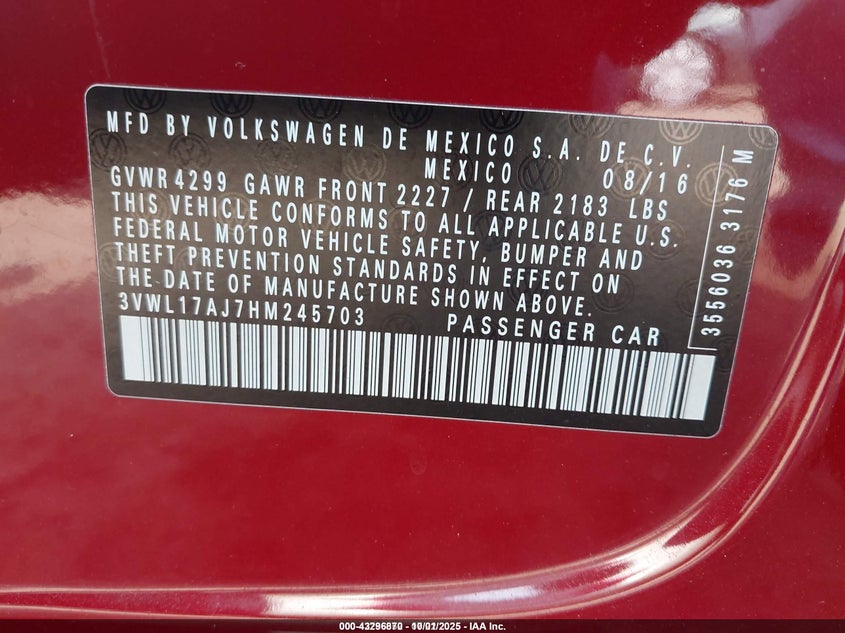 MFD BY VOLKSWAGEN DE MEXICO S.A. DE C.V.
MEXICO 08/16
GVWR 4299 GAWR FRONT 2227 / REAR 2183 LBS
THIS VEHICLE CONFORMS TO ALL APPLICABLE U.S.
FEDERAL MOTOR VEHICLE SAFETY, BUMPER AND
THEFT PREVENTION STANDARDS IN EFFECT ON
THE DATE OF MANUFACTURE SHOWN ABOVE.
3VWL17AJ7HM245703 PASSENGER CAR
3556036 3176 M
- IAA Inc.